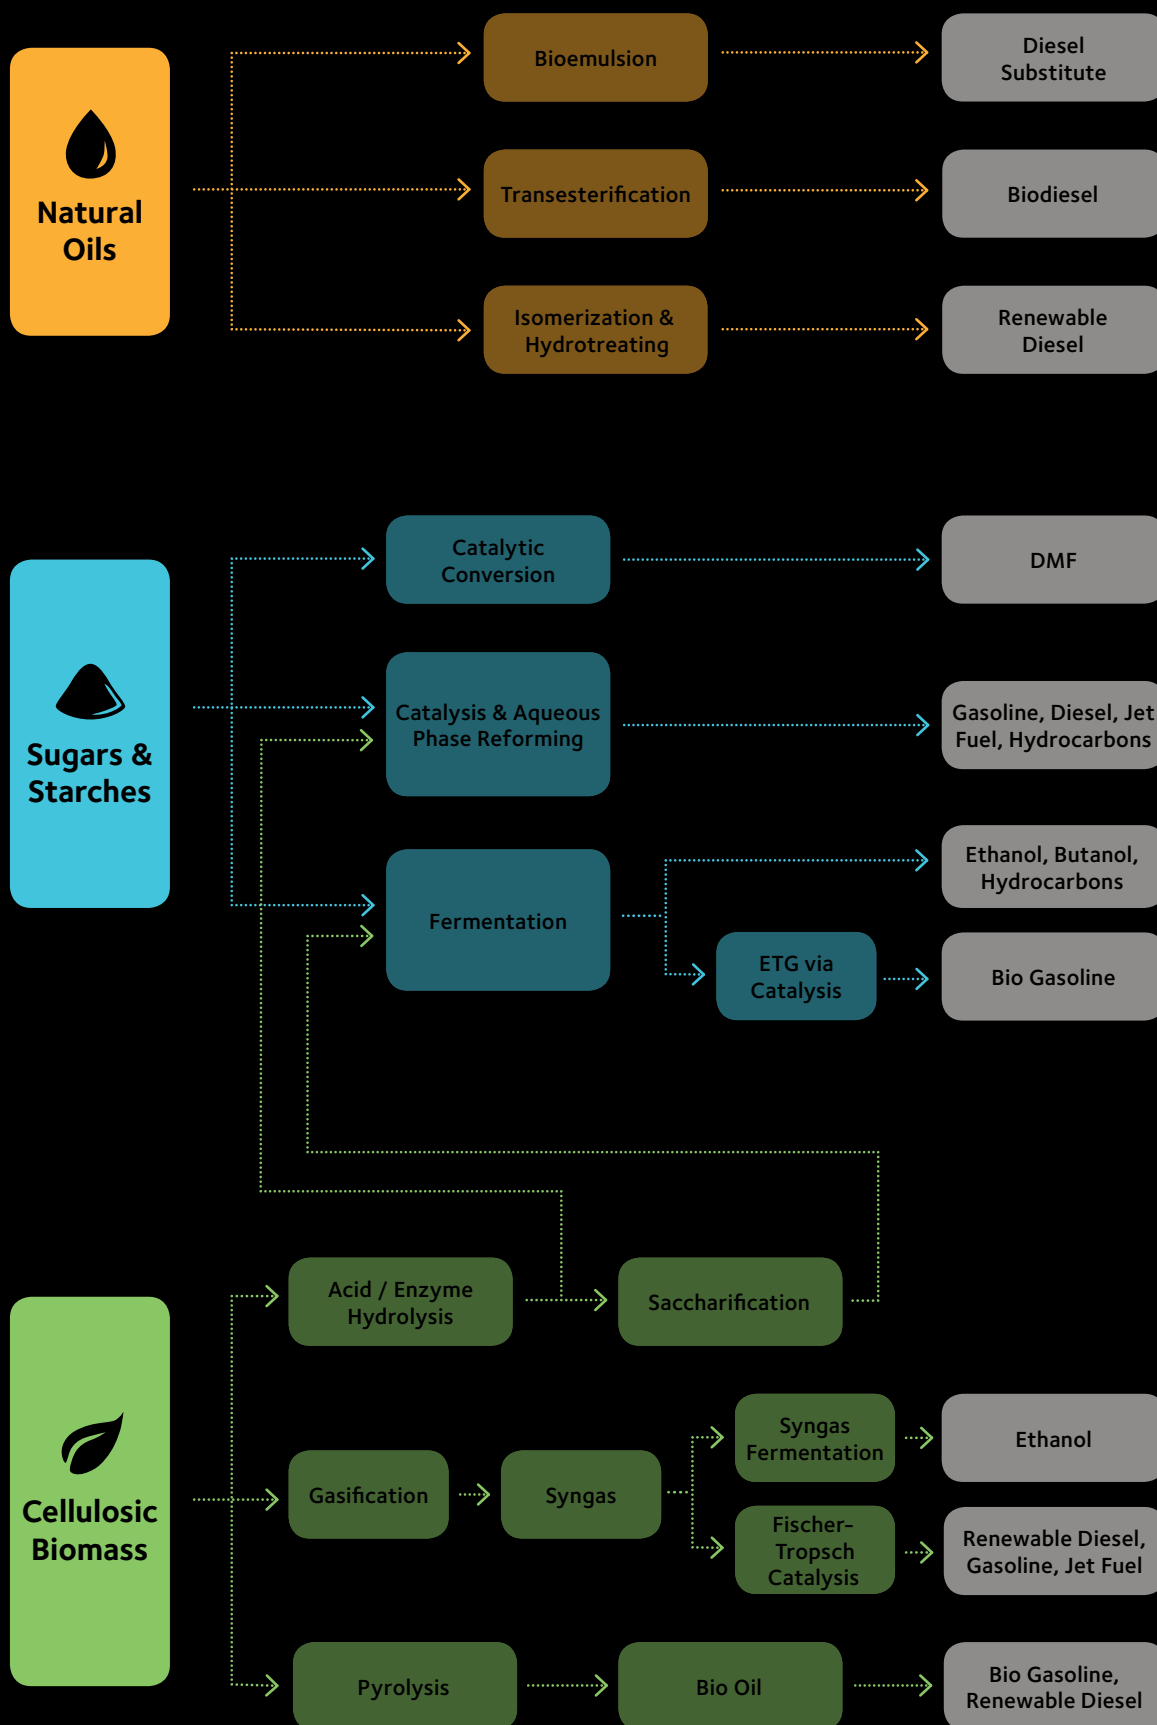 Natural
Oils
Bioemulsion
Diesel
Substitute
Transesterification
Biodiesel
Isomerization &
Hydrotreating
Renewable
Diesel
Sugars &
Starches
Catalytic
Conversion
DMF
Catalysis & Aqueous
Phase Reforming
Gasoline, Diesel, Jet
Fuel, Hydrocarbons
Fermentation
Ethanol, Butanol,
Hydrocarbons
ETG via
Catalysis
Bio Gasoline
Cellulosic
Biomass
Acid / Enzyme
Hydrolysis
Saccharification
Gasification
Syngas
Syngas
Fermentation
Ethanol
Fischer-
Tropsch
Catalysis
Renewable Diesel,
Gasoline, Jet Fuel
Pyrolysis
Bio Oil
Bio Gasoline,
Renewable Diesel